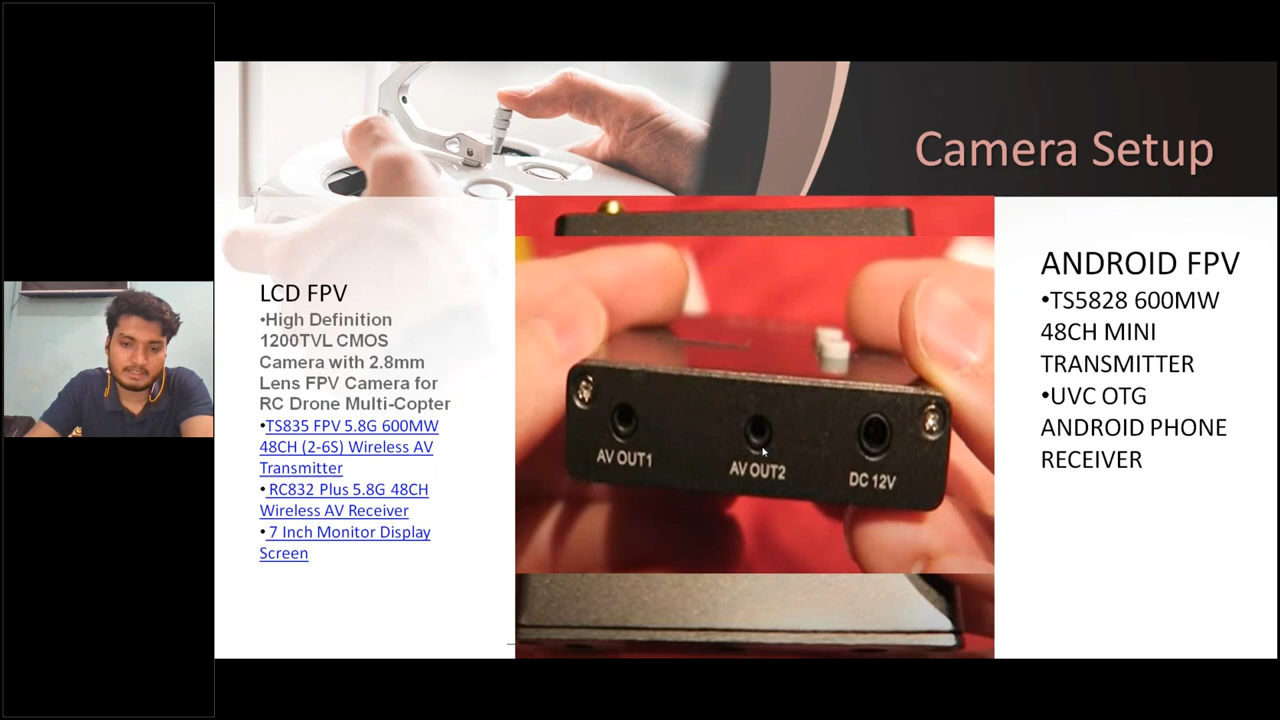 Camera Setup
LCD FPV
•High Definition
1200TVL CMOS
Camera with 2.8mm
Lens FPV Camera for
RC Drone Multi-Copter
•TS835 FPV 5.8G 600MW
48CH (2-6S) Wireless AV
Transmitter
• RC832 Plus 5.8G 48CH
Wireless AV Receiver
• 7 Inch Monitor Display
Screen
AV OUT1
AV OUT2
DC 12V
ANDROID FPV
•TS5828 600MW
48CH MINI
TRANSMITTER
•UVC OTG
ANDROID PHONE
RECEIVER